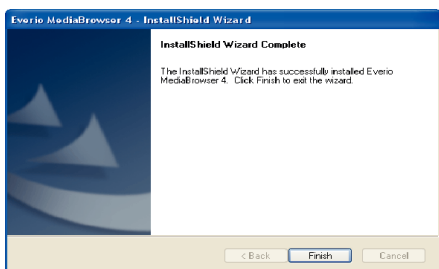 Everio MediaBrowser 4 - InstallShield Wizard
InstallShield Wizard Complete
The InstallShield Wizard has successfully installed Everio
MediaBrowser 4. Click Finish to exit the wizard.
< Back Finish Cancel